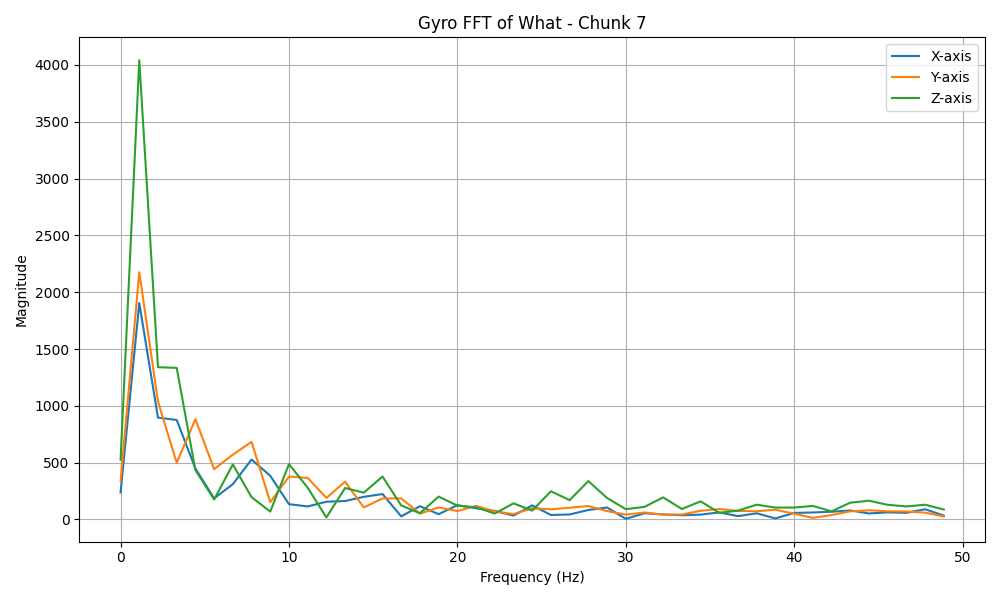 Gyro FFT of What - Chunk 7
X-axis
Y-axis
Z-axis
4000
3500
3000
2500
2000
1500
1000
500
0
Magnitude
0 10 20 30 40 50
Frequency (Hz)